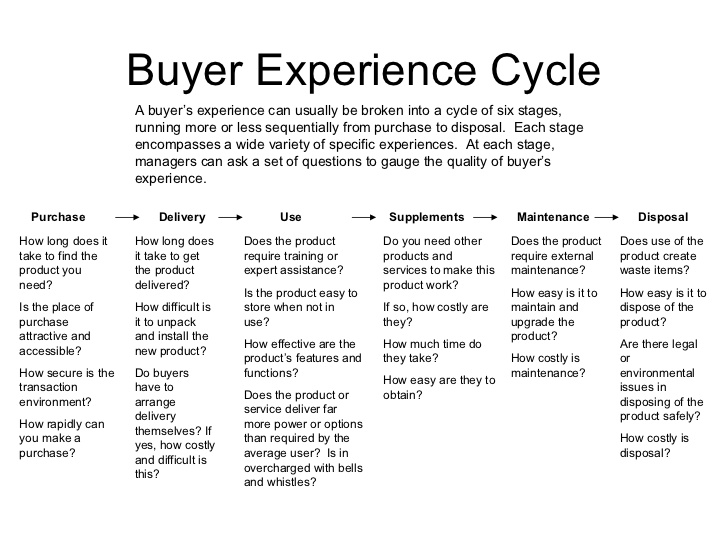 Buyer Experience Cycle
A buyer's experience can usually be broken into a cycle of six stages,
running more or less sequentially from purchase to disposal.  Each stage
encompasses a wide variety of specific experiences.  At each stage,
managers can ask a set of questions to gauge the quality of buyer's
experience.
Purchase
How long does it
take to find the
product you
need?
Is the place of
purchase
attractive and
accessible?
How secure is the
transaction
environment?
How rapidly can
you make a
purchase?
Delivery
How long does
it take to get
the product
delivered?
How difficult is
it to unpack
and install the
new product?
Do buyers
have to
arrange
delivery
themselves? If
yes, how costly
and difficult is
this?
Use
Does the product
require training or
expert assistance?
Is the product easy to
store when not in
use?
How effective are the
product's features and
functions?
Does the product or
service deliver far
more power or options
than required by the
average user?  Is in
overcharged with bells
and whistles?
Supplements
Do you need other
products and
services to make this
product work?
If so, how costly are
they?
How much time do
they take?
How easy are they to
obtain?
Maintenance
Does the product
require external
maintenance?
How easy is it to
maintain and
upgrade the
product?
How costly is
maintenance?
Disposal
Does use of the
product create
waste items?
How easy is it to
dispose of the
product?
Are there legal
or
environmental
issues in
disposing of the
product safely?
How costly is
disposal?